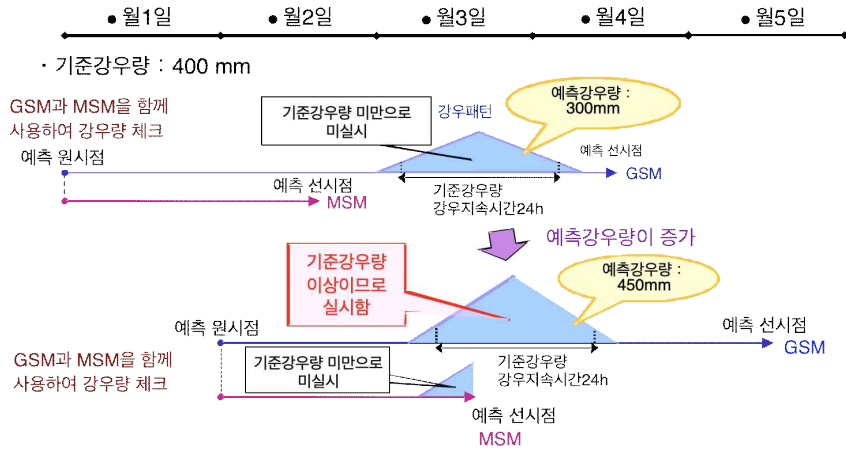 ● 월1일
● 월2일
● 월3일
● 월4일
● 월5일
· 기준강우량 : 400 mm
GSM과 MSM을 함께
사용하여 강우량 체크
기준강우량 미만으로
미실시
강우패턴
예측강우량 :
300mm
예측 원시점
예측 선시점
GSM
예측 선시점
MSM
기준강우량
강우지속시간24h
예측강우량이 증가
기준강우량
이상이므로
실시함
예측강우량 :
450mm
예측 원시점
예측 선시점
GSM
GSM과 MSM을 함께
사용하여 강우량 체크
기준강우량 미만으로
미실시
기준강우량
강우지속시간24h
예측 선시점
MSM